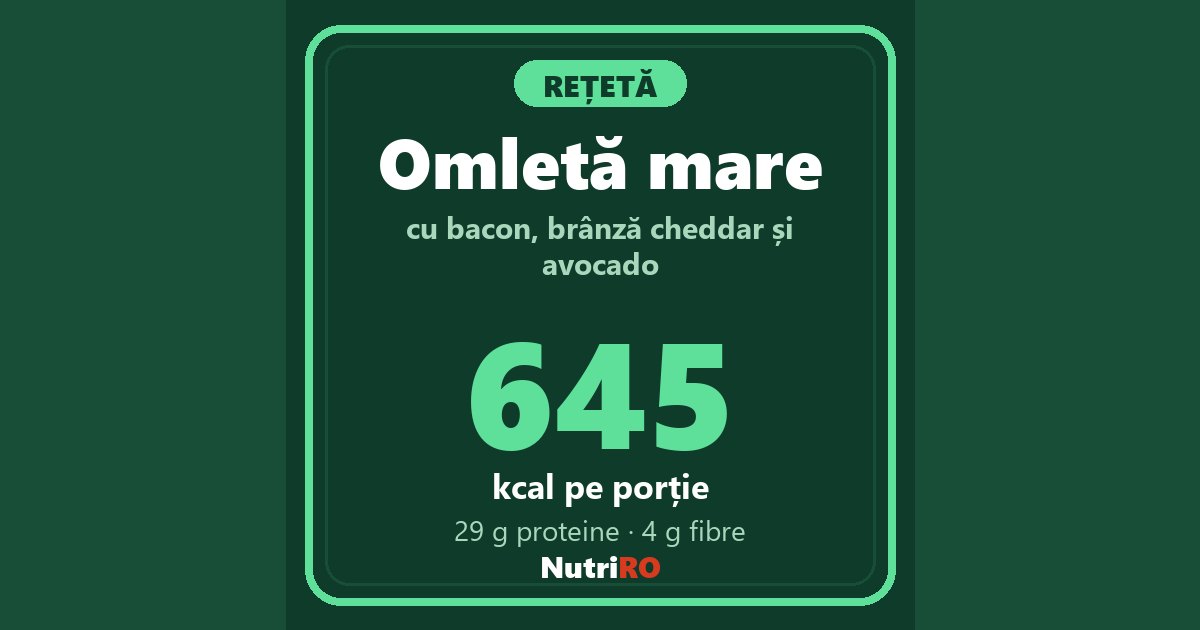 REȚETĂ
Omletă mare
cu bacon, brânză cheddar și
avocado
645
kcal pe porție
29 g proteine · 4 g fibre
NutriRO